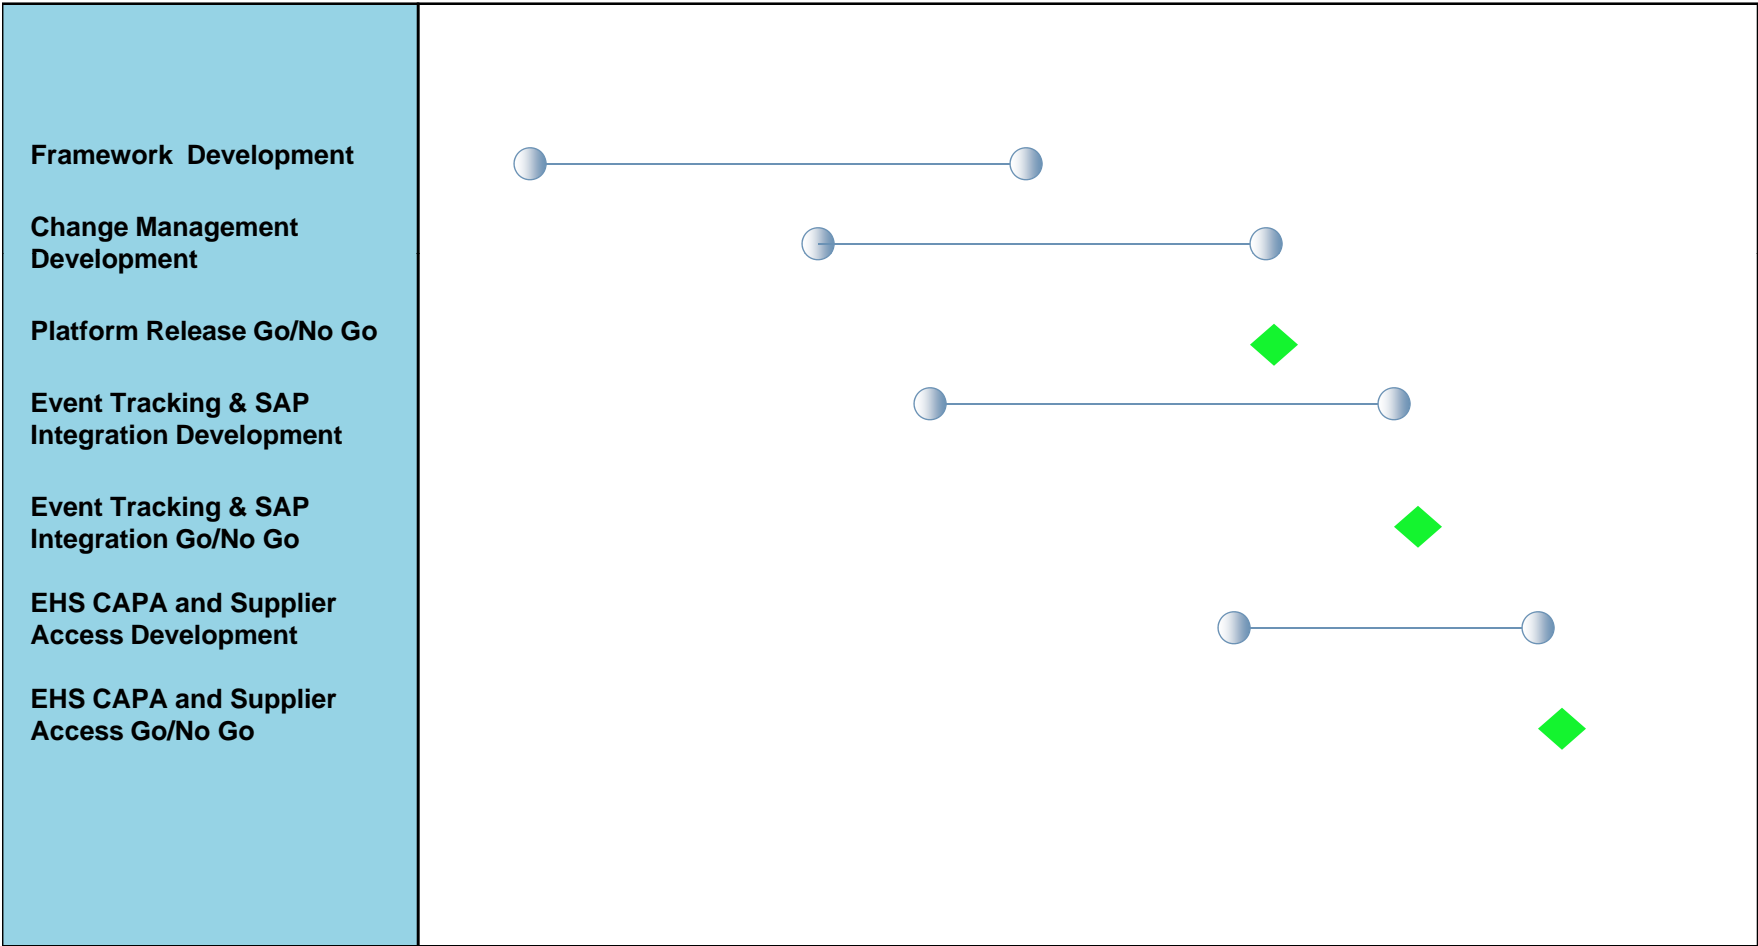 Framework  Development
Change Management
Development
Platform Release Go/No Go
Event Tracking & SAP
Integration Development
Event Tracking & SAP
Integration Go/No Go
EHS CAPA and Supplier
Access Development
EHS CAPA and Supplier
Access Go/No Go